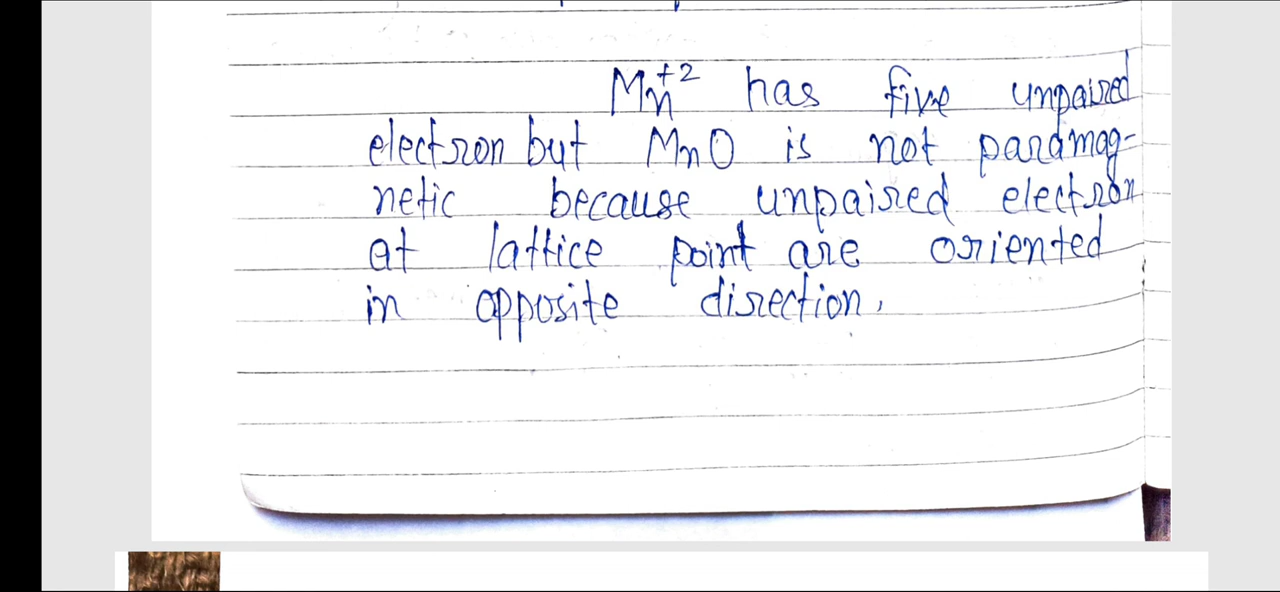 Mn+2 has five unpaired
electron but MnO is not paramag-
netic because unpaired electron
at lattice point are oriented
in opposite direction.